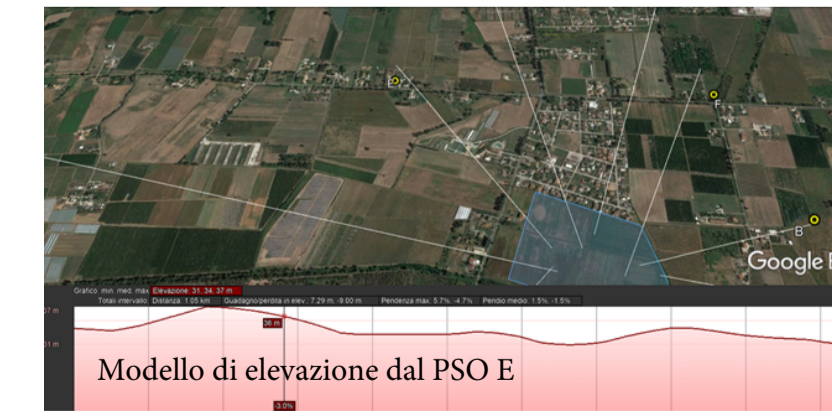 E
F
B
Google E
Grafico min, med, max Elevazione: 31, 34, 37 m
Totali intervallo: Distanza: 1.05 km Guadagno/perdita in elev.: 7.29 m, -9.00 m Pendenza max: 5.7%, -4.7% Pendio medio: 1.5%, -1.5%
37 m
36 m
31 m
Modello di elevazione dal PSO E
-3.0%